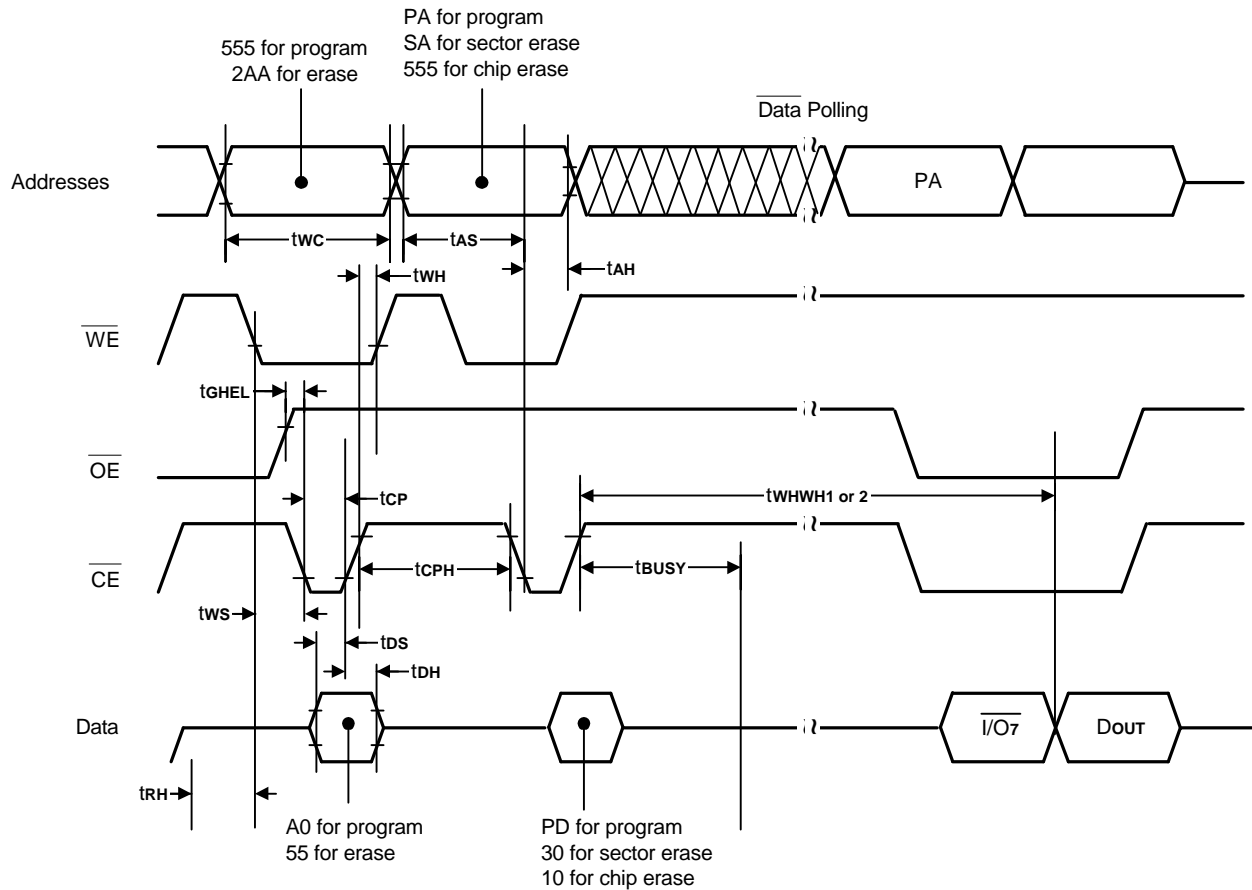 555 for program
2AA for erase
PA for program
SA for sector erase
555 for chip erase
Data Polling
Addresses
PA
tWC
tAS
tWH
tAH
WE
tGHEL
OE
tCP
tWHWH1 or 2
CE
tCPH
tBUSY
tWS
tDS
tDH
Data
I/O7
DOUT
tRH
A0 for program
55 for erase
PD for program
30 for sector erase
10 for chip erase